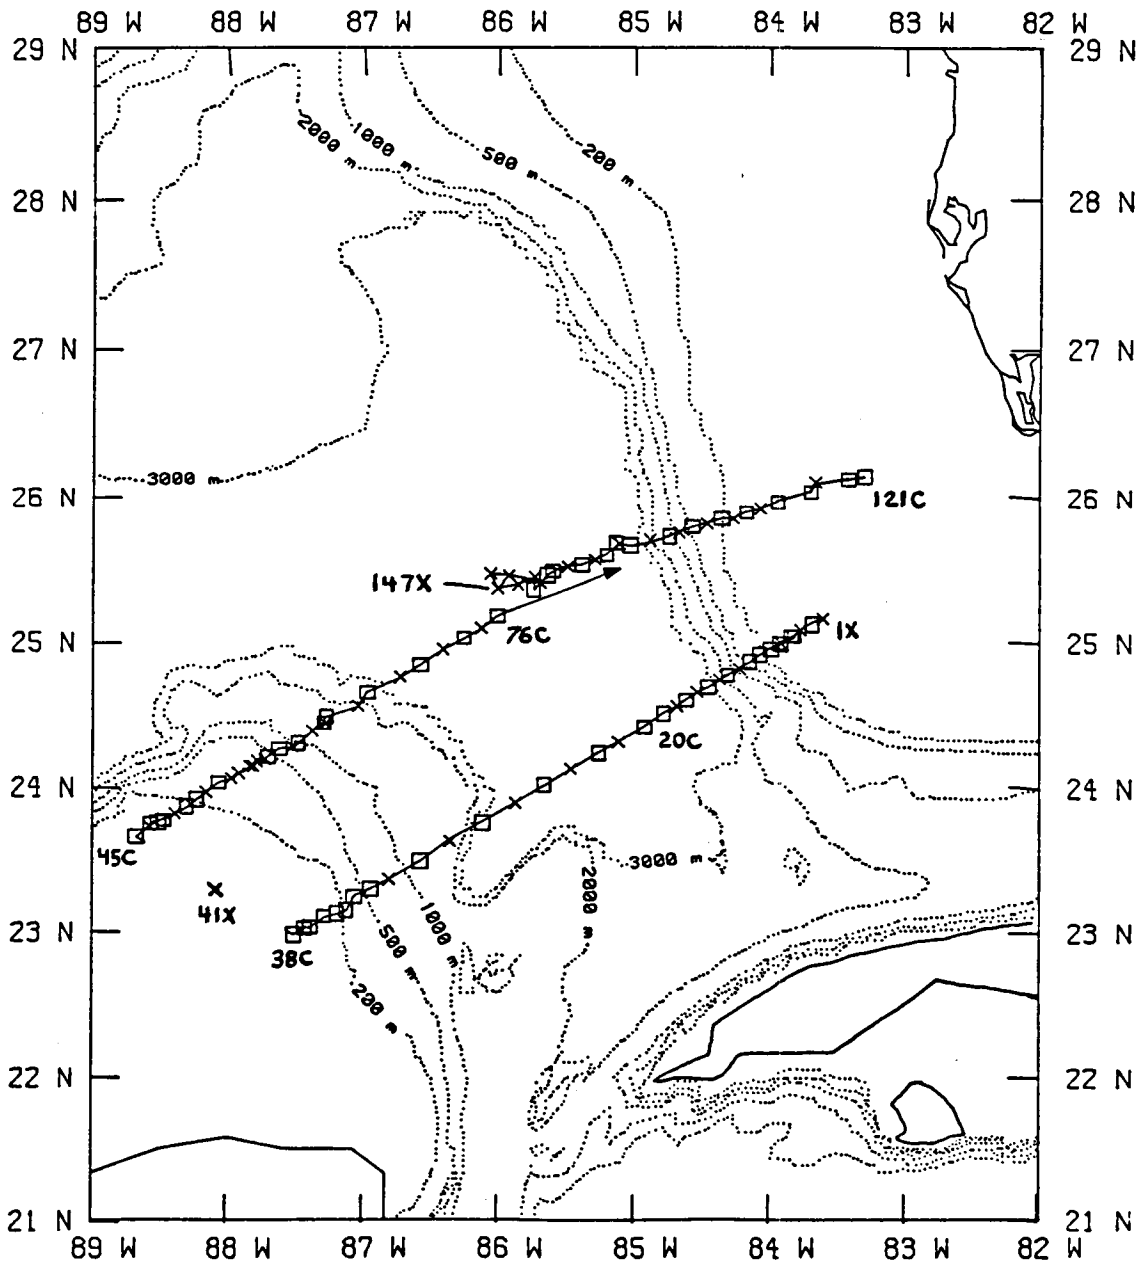 88 W 88 W 87 W 86 W 85 W 84 W 83 W 82 W
29 N 29 N
2000 m 1000 m 500 m 200 m
28 N 28 N
27 N 27 N
3000 m
26 N 26 N
121C
147X
76C 1X
25 N 25 N
20C
24 N 24 N
45C
3000 m
2000 m
41X
1000 m
23 N 23 N
500 m
38C
200 m
22 N 22 N
21 N 21 N
89 W 88 W 87 W 86 W 85 W 84 W 83 W 82 W